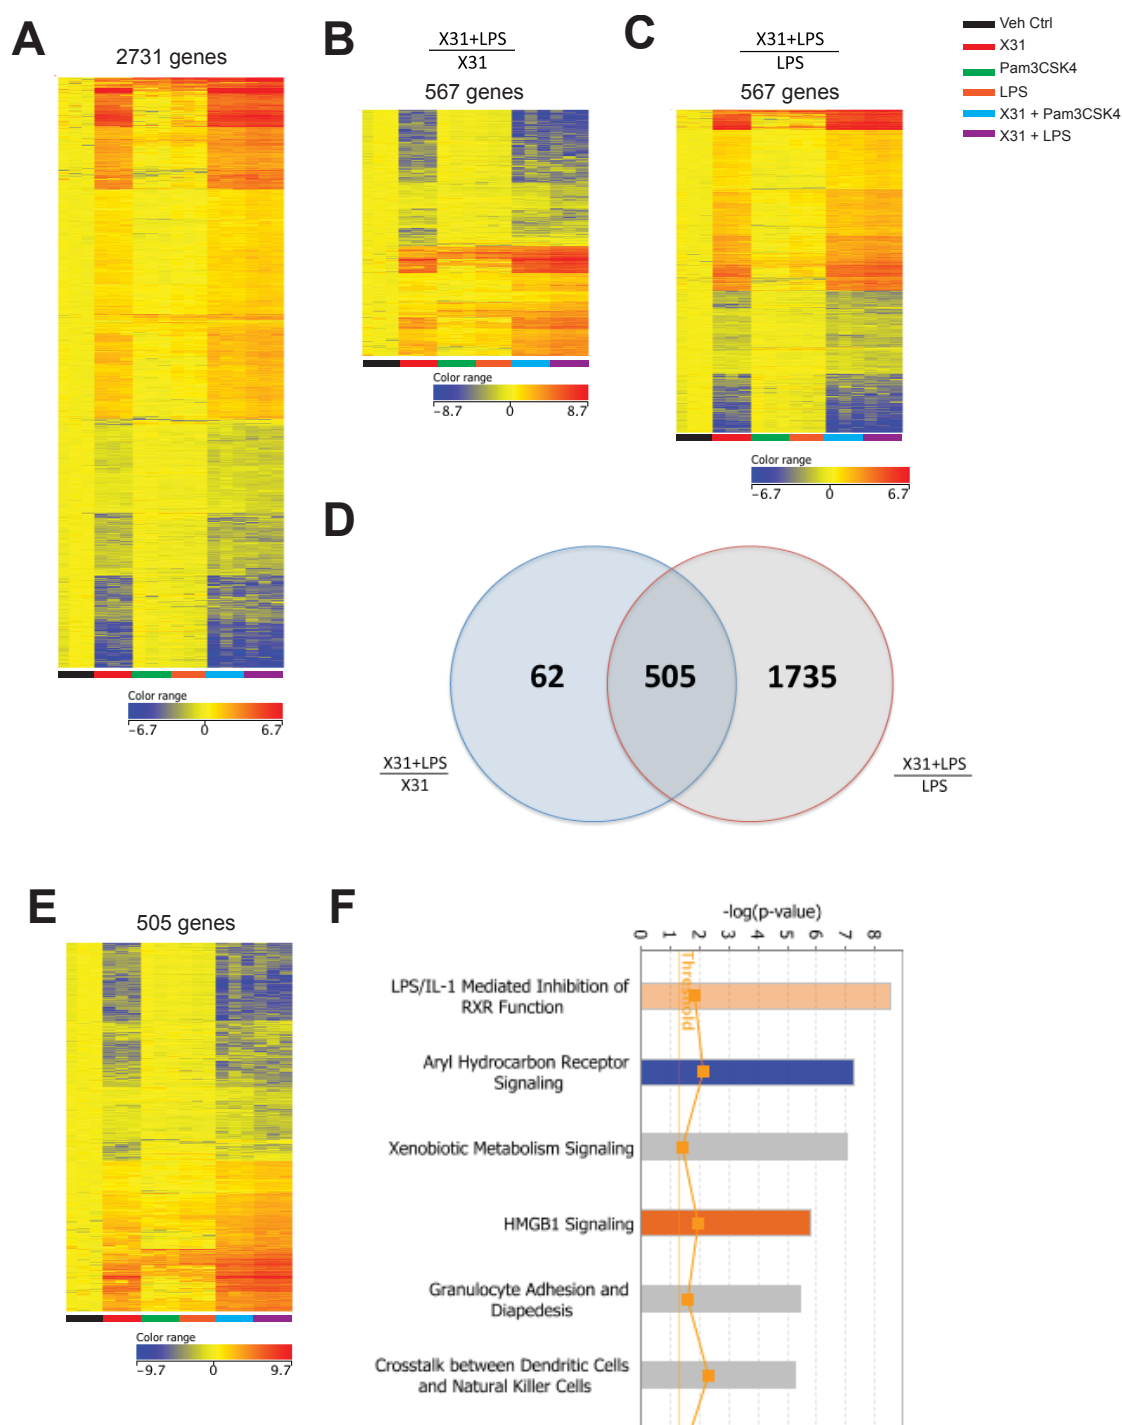 A
2731 genes
Color range
−6.7 0 6.7
B
X31+LPS
X31
567 genes
Color range
−8.7 0 8.7
C
X31+LPS
LPS
567 genes
Color range
−6.7 0 6.7
Veh Ctrl
X31
Pam3CSK4
LPS
X31 + Pam3CSK4
X31 + LPS
D
62 505 1735
X31+LPS
X31
X31+LPS
LPS
E
505 genes
Color range
−9.7 0 9.7
F
-log(p-value)
0 1 2 3 4 5 6 7 8
Threshold
LPS/IL-1 Mediated Inhibition of
RXR Function
Aryl Hydrocarbon Receptor
Signaling
Xenobiotic Metabolism Signaling
HMGB1 Signaling
Granulocyte Adhesion and
Diapedesis
Crosstalk between Dendritic Cells
and Natural Killer Cells